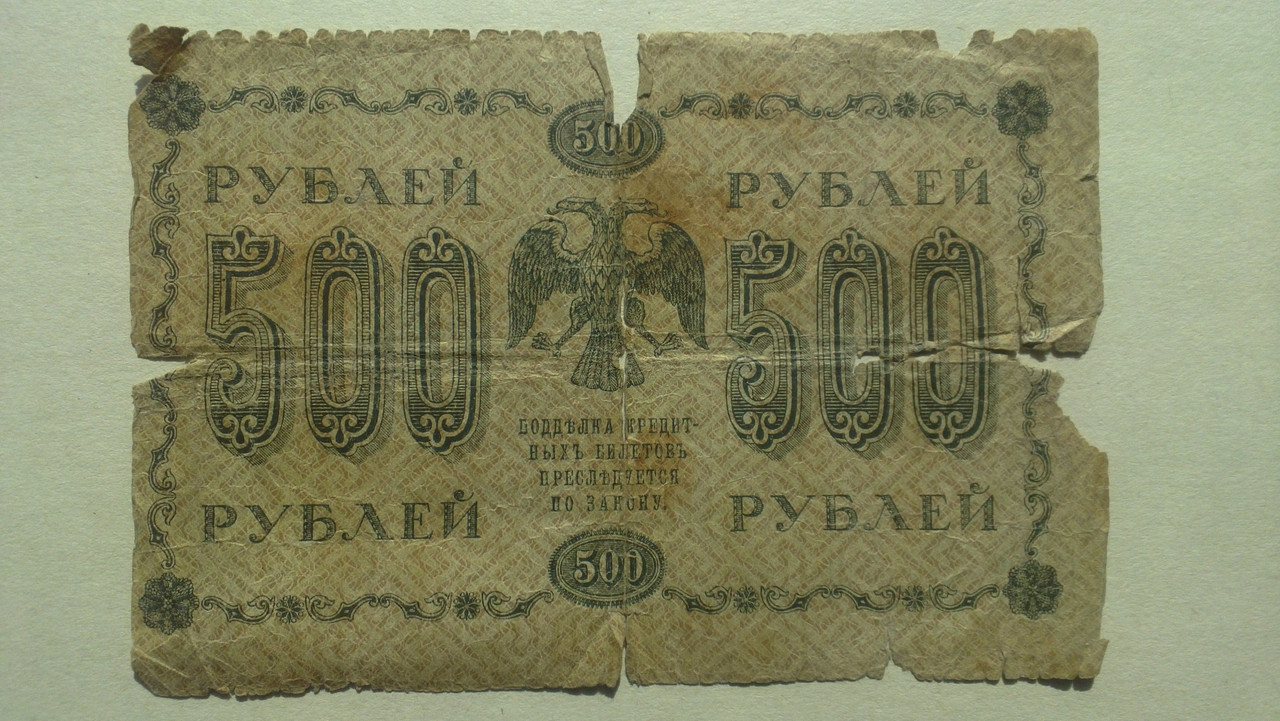 500
РУБЛЕЙ РУБЛЕЙ
500 500
ПОДДѢЛКА КРЕДИТ-
НЫХЪ БИЛЕТОВЪ
ПРЕСЛѢДУЕТСЯ
ПО ЗАКОНУ.
РУБЛЕЙ РУБЛЕЙ
500